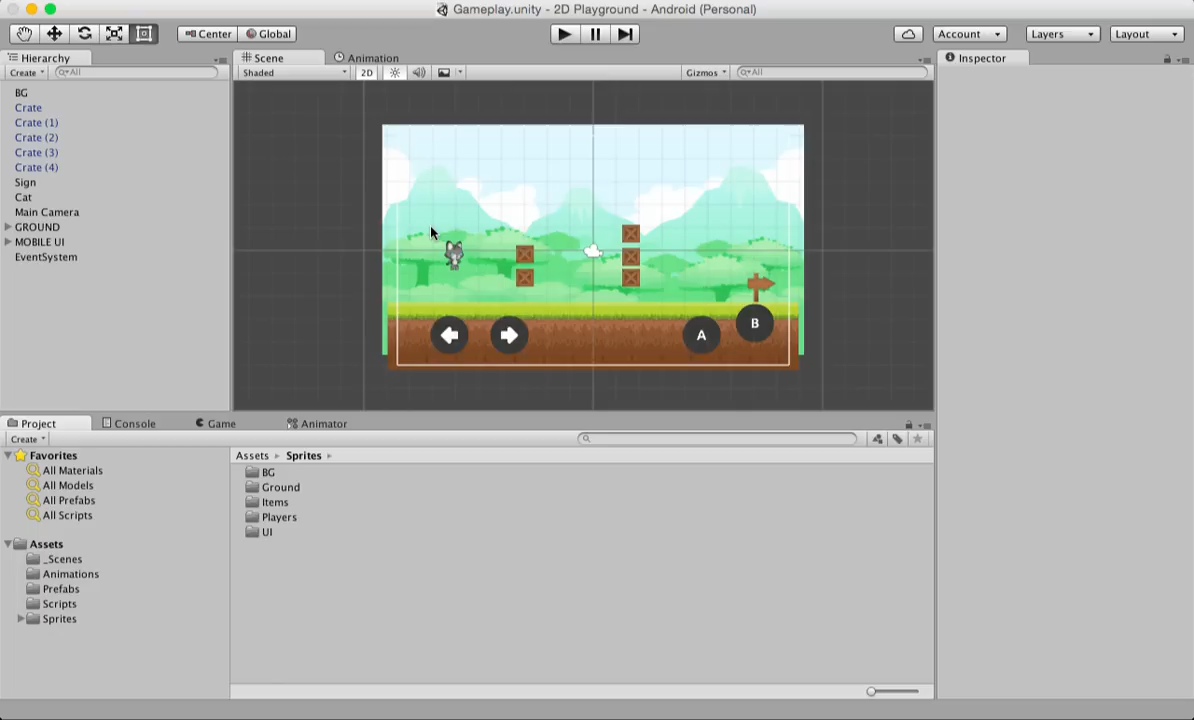 Gameplay.unity - 2D Playground - Android (Personal)
Center Global Account Layers Layout
Hierarchy Scene Animation Inspector
Create All Shaded 2D Gizmos All
BG
Crate
Crate (1)
Crate (2)
Crate (3)
Crate (4)
Sign
Cat
Main Camera
GROUND
MOBILE UI
EventSystem
A B
Project Console Game Animator
Create
Favorites
All Materials
All Models
All Prefabs
All Scripts
Assets
_Scenes
Animations
Prefabs
Scripts
Sprites
Assets Sprites
BG
Ground
Items
Players
UI